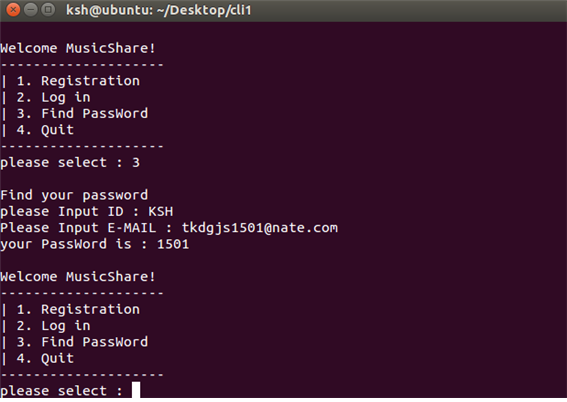 ksh@ubuntu: ~/Desktop/cli1
Welcome MusicShare!
--------------------
| 1. Registration
| 2. Log in
| 3. Find PassWord
| 4. Quit
--------------------
please select : 3
Find your password
please Input ID : KSH
Please Input E-MAIL : tkdgjs1501@nate.com
your PassWord is : 1501
Welcome MusicShare!
--------------------
| 1. Registration
| 2. Log in
| 3. Find PassWord
| 4. Quit
--------------------
please select :